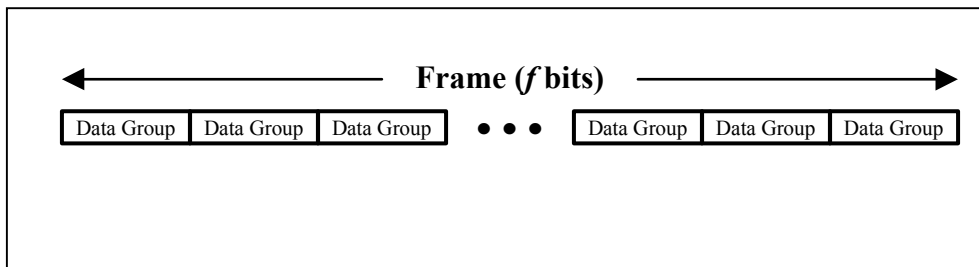 Frame (f bits)
Data Group Data Group Data Group • • • Data Group Data Group Data Group